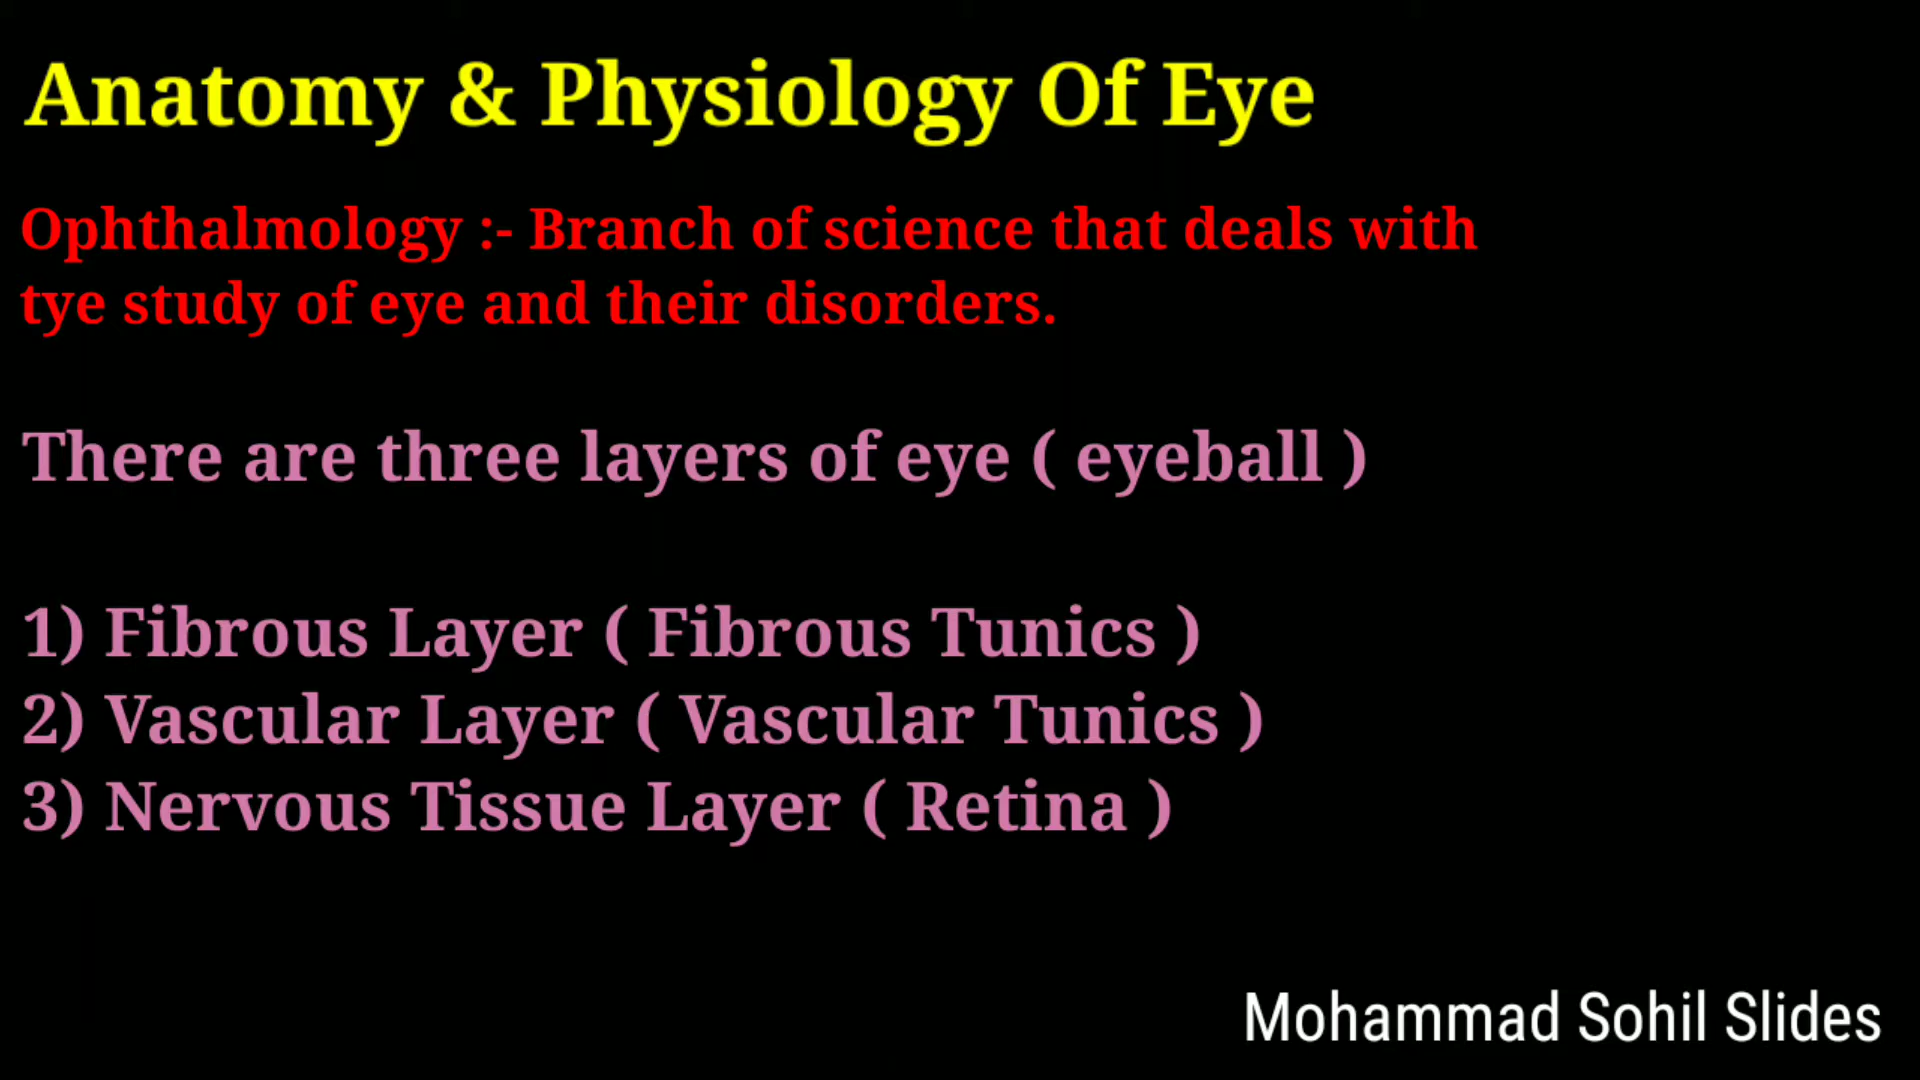 Anatomy & Physiology Of Eye
Ophthalmology :- Branch of science that deals with
tye study of eye and their disorders.
There are three layers of eye ( eyeball )
1) Fibrous Layer ( Fibrous Tunics )
2) Vascular Layer ( Vascular Tunics )
3) Nervous Tissue Layer ( Retina )
Mohammad Sohil Slides